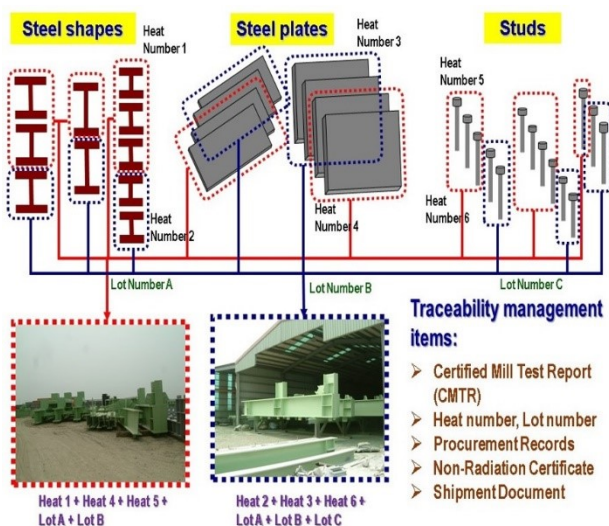 Steel shapes
Heat
Number 1
Steel plates
Heat
Number 3
Studs
Heat
Number 5
Heat
Number 2
Heat
Number 4
Heat
Number 6
Lot Number A
Lot Number B
Lot Number C
Traceability management
items:
Certified Mill Test Report
(CMTR)
Heat number, Lot number
Procurement Records
Non-Radiation Certificate
Shipment Document
Heat 1 + Heat 4 + Heat 5 +
Lot A + Lot B
Heat 2 + Heat 3 + Heat 6 +
Lot A + Lot B + Lot C